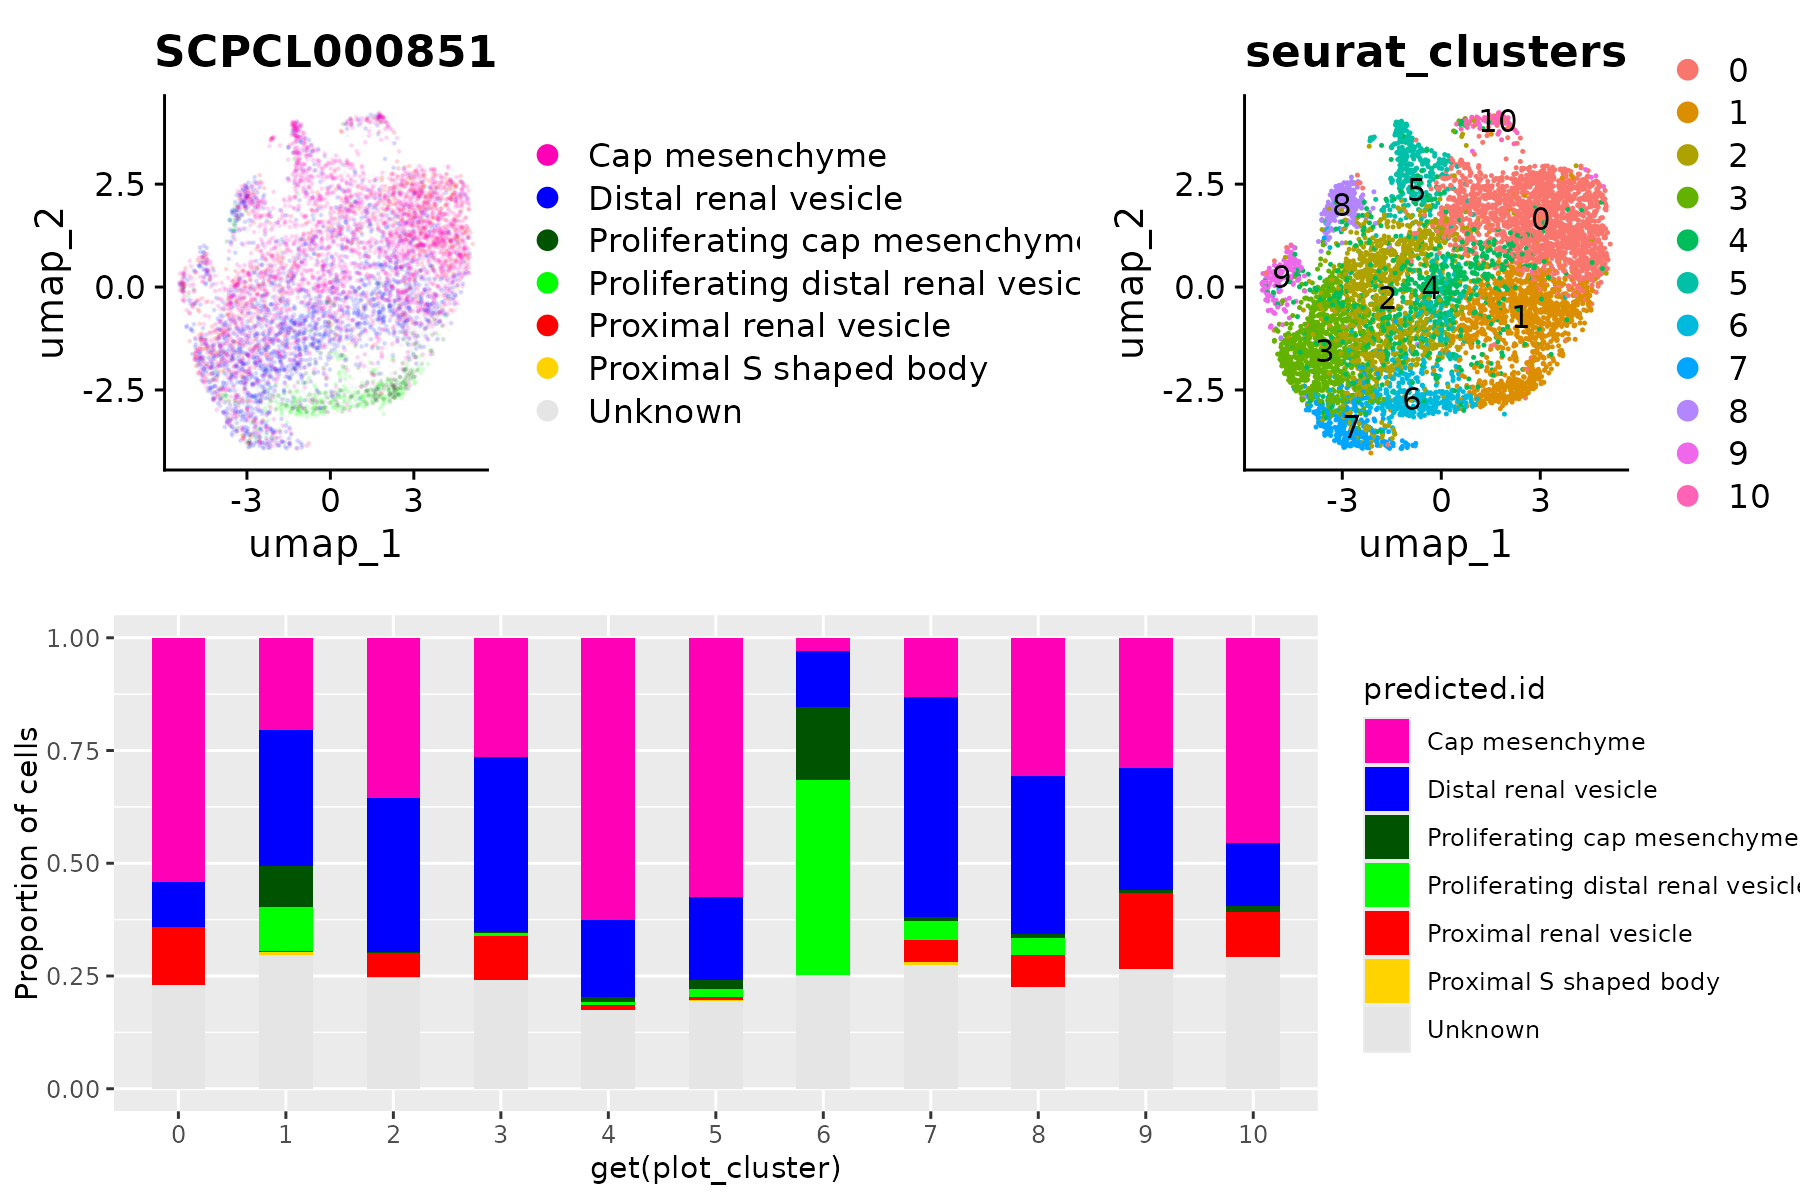 SCPCL000851
umap_2
2.5
0.0
-2.5
-3 0 3
umap_1
Cap mesenchyme
Distal renal vesicle
Proliferating cap mesenchyme
Proliferating distal renal vesic
Proximal renal vesicle
Proximal S shaped body
Unknown
seurat_clusters
umap_2
2.5
0.0
-2.5
10
5
8
0
9
4
2
1
3
6
7
-3 0 3
umap_1
0
1
2
3
4
5
6
7
8
9
10
Proportion of cells
1.00
0.75
0.50
0.25
0.00
0 1 2 3 4 5 6 7 8 9 10
get(plot_cluster)
predicted.id
Cap mesenchyme
Distal renal vesicle
Proliferating cap mesenchyme
Proliferating distal renal vesicle
Proximal renal vesicle
Proximal S shaped body
Unknown